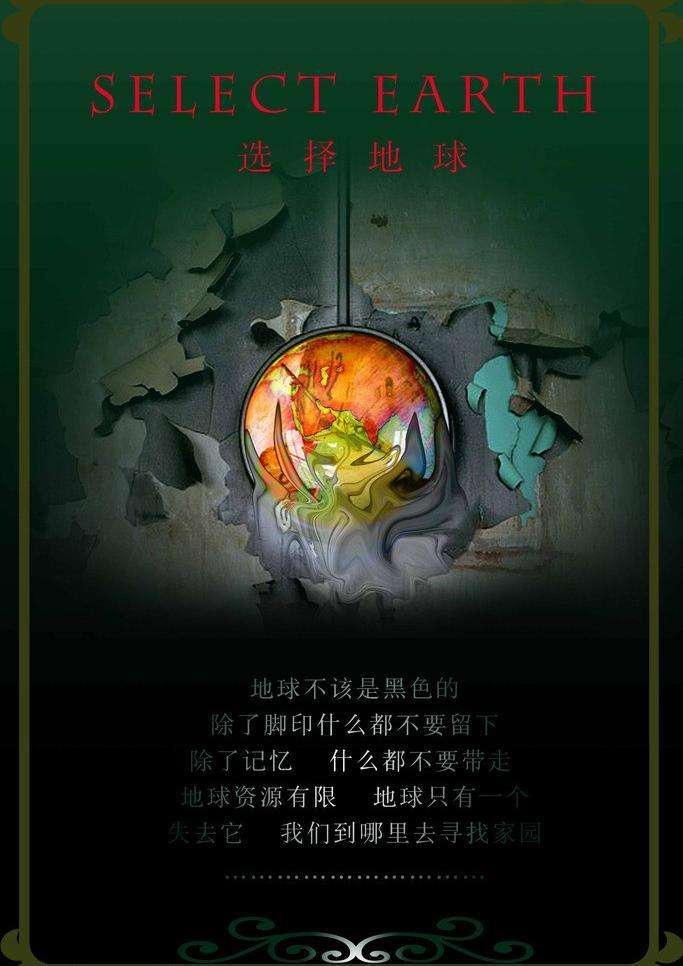 SELECT EARTH
选择地球
地球不该是黑色的
除了脚印什么都不要留下
除了记忆 什么都不要带走
地球资源有限 地球只有一个
失去它 我们到哪里去寻找家园